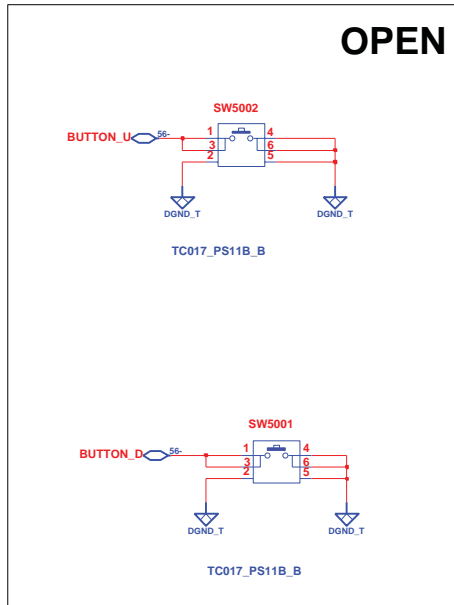 OPEN
SW5002
BUTTON_U 56- 1 4
3 6
2 5
DGND_T DGND_T
TC017_PS11B_B
SW5001
BUTTON_D 56- 1 4
3 6
2 5
DGND_T DGND_T
TC017_PS11B_B